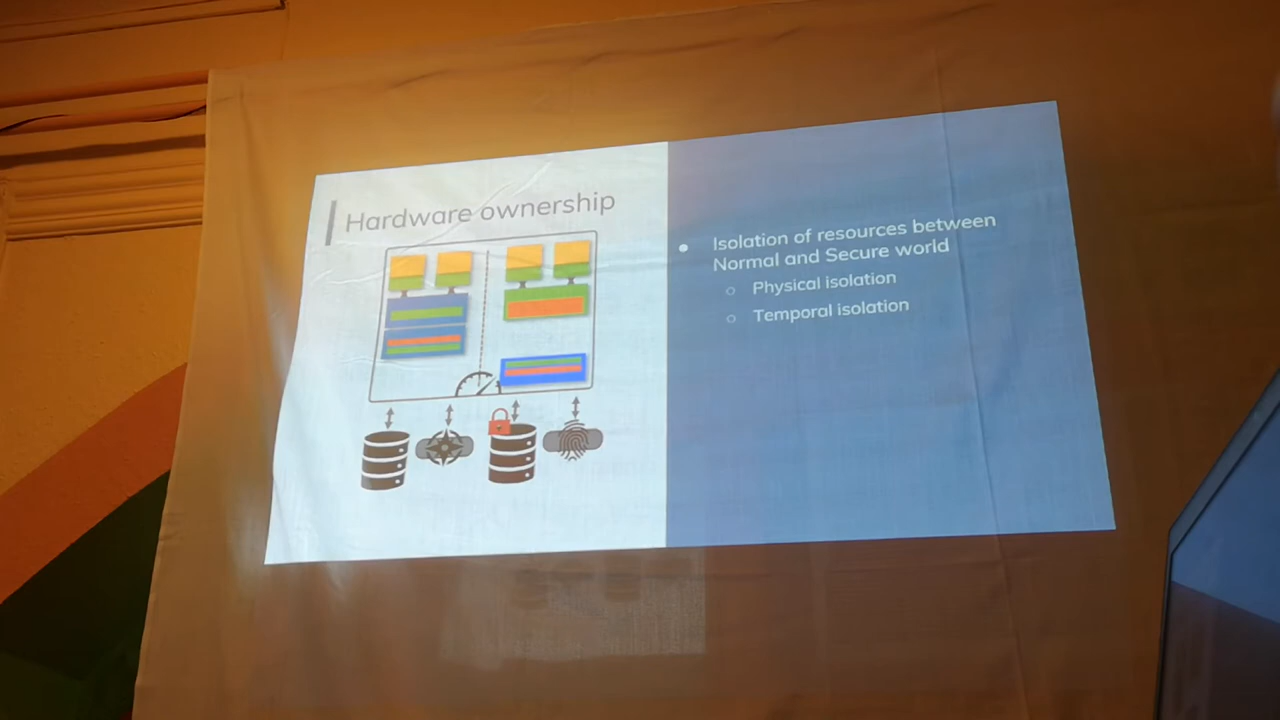 Hardware ownership
Isolation of resources between
Normal and Secure world
Physical isolation
Temporal isolation